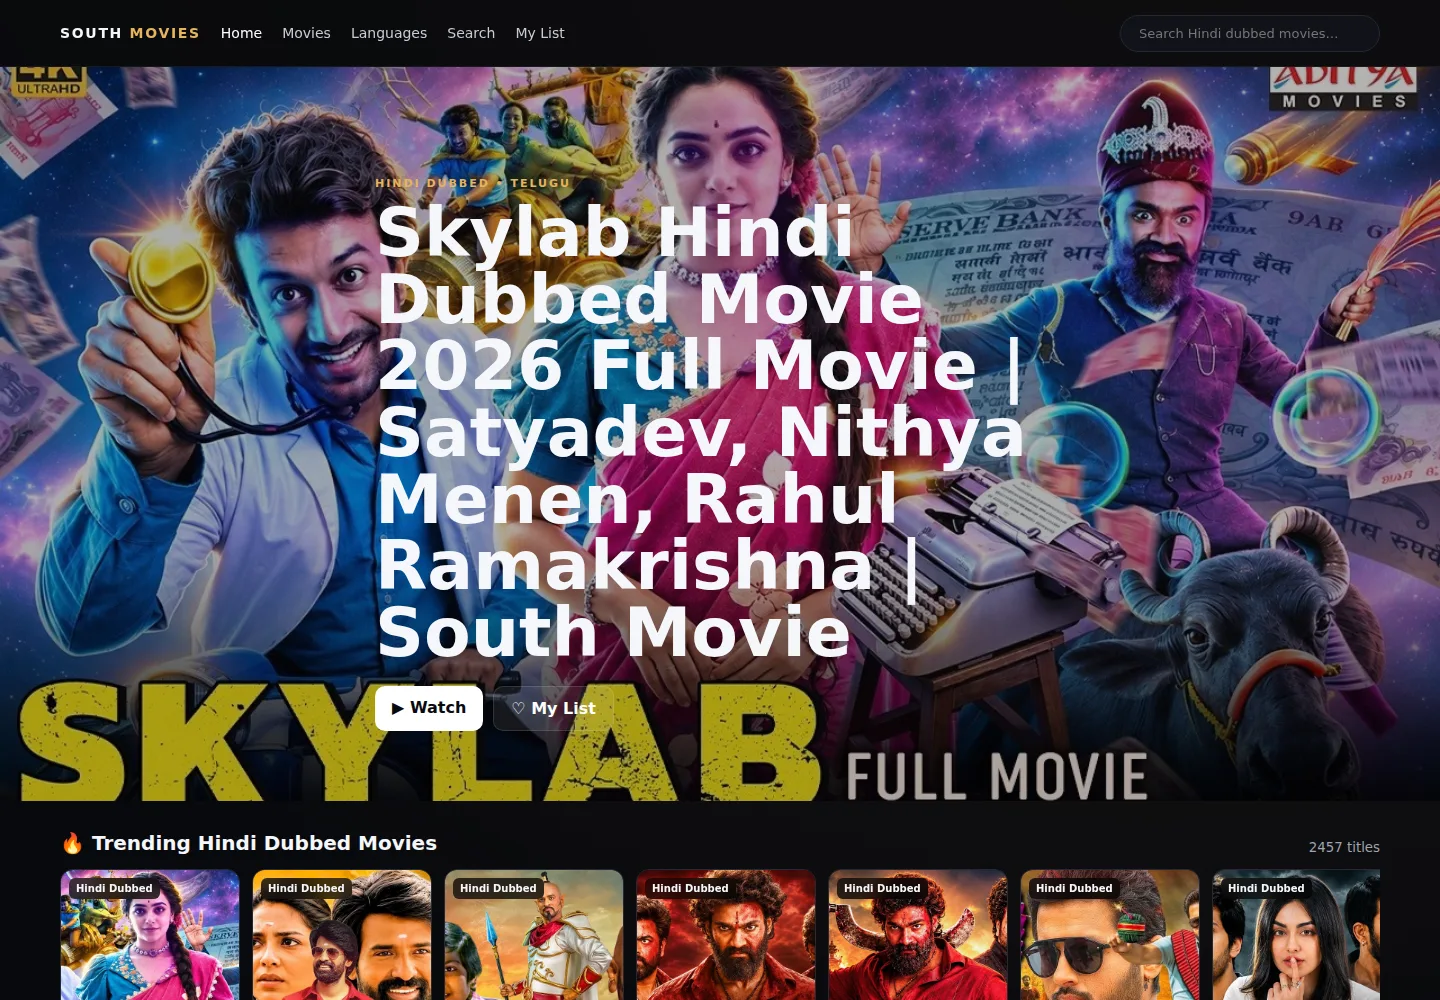 SOUTH MOVIES
Home
Movies
Languages
Search
My List
Search Hindi dubbed movies...
4K
ULTRAHD
ADITYA
MOVIES
HINDI DUBBED • TELUGU
Skylab Hindi
Dubbed Movie
2026 Full Movie |
Satyadev, Nithya
Menen, Rahul
Ramakrishna |
South Movie
SERVE BANK
9AB
▶ Watch
♡ My List
SKYLAB
FULL MOVIE
🔥 Trending Hindi Dubbed Movies
2457 titles
Hindi Dubbed
Hindi Dubbed
Hindi Dubbed
Hindi Dubbed
Hindi Dubbed
Hindi Dubbed
Hindi Dubbed